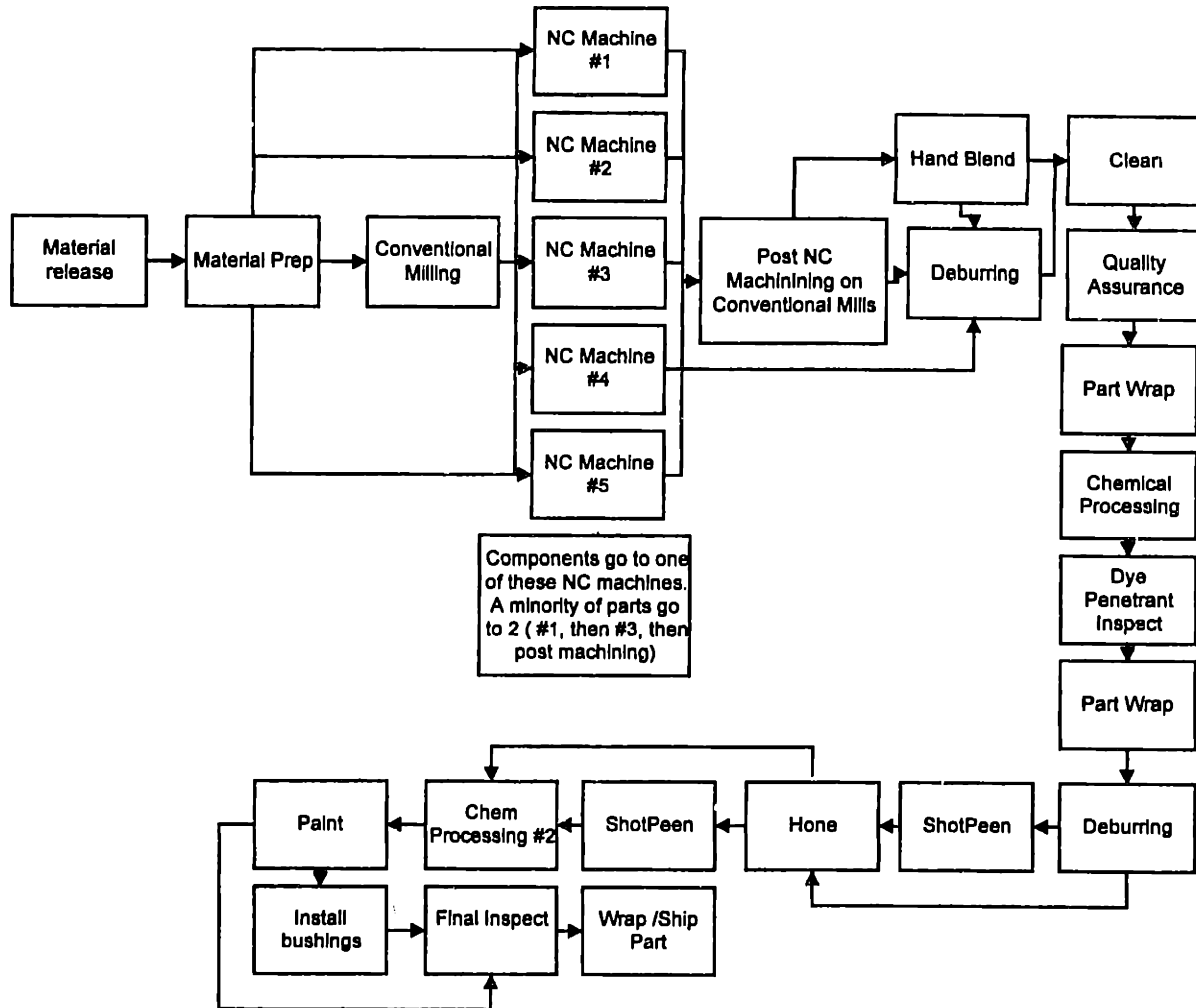 Material
release
Material Prep
Conventional
Milling
NC Machine
#1
NC Machine
#2
NC Machine
#3
NC Machine
#4
NC Machine
#5
Components go to one
of these NC machines.
A minority of parts go
to 2 ( #1, then #3, then
post machining)
Post NC
Machinining on
Conventional Mills
Hand Blend
Deburring
Clean
Quality
Assurance
Part Wrap
Chemical
Processing
Dye
Penetrant
Inspect
Part Wrap
Deburring
ShotPeen
Hone
ShotPeen
Chem
Processing #2
Paint
Install
bushings
Final Inspect
Wrap /Ship
Part